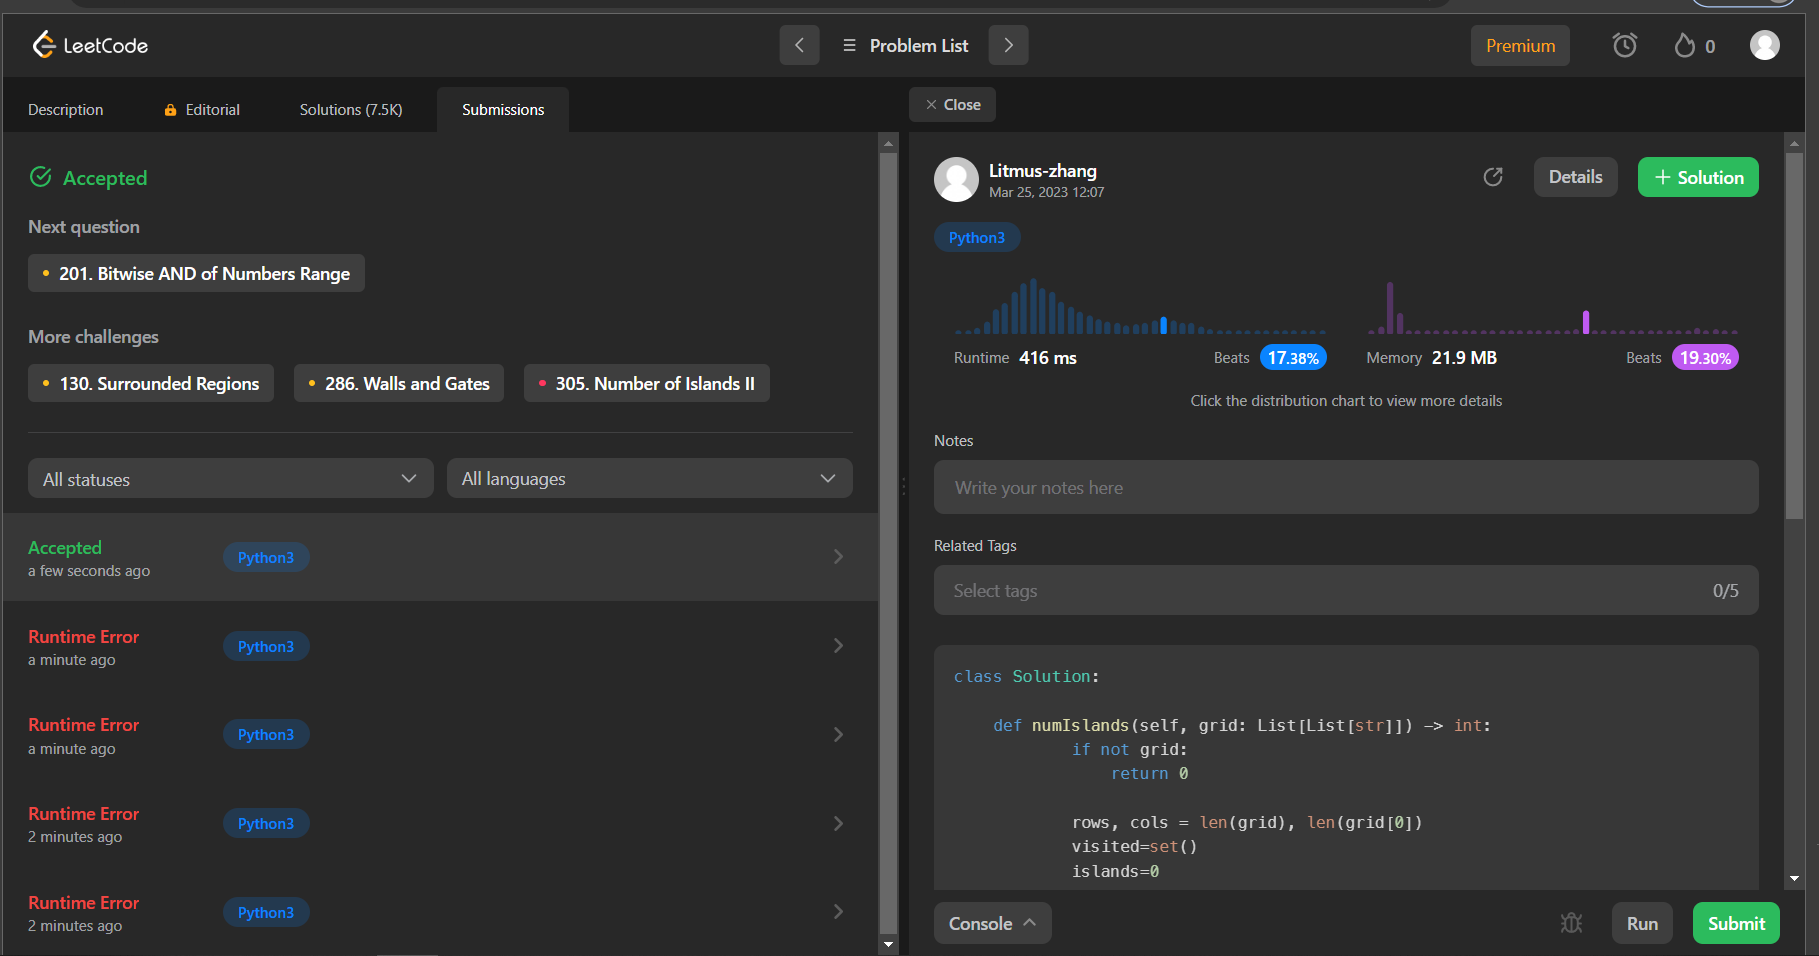 LeetCode
Problem List
Premium
0
Description
Editorial
Solutions (7.5K)
Submissions
Close
Accepted
Next question
201. Bitwise AND of Numbers Range
More challenges
130. Surrounded Regions
286. Walls and Gates
305. Number of Islands II
All statuses
All languages
Accepted
a few seconds ago
Python3
Runtime Error
a minute ago
Python3
Runtime Error
a minute ago
Python3
Runtime Error
2 minutes ago
Python3
Runtime Error
2 minutes ago
Python3
Litmus-zhang
Mar 25, 2023 12:07
Details
+ Solution
Python3
Runtime 416 ms
Beats 17.38%
Memory 21.9 MB
Beats 19.30%
Click the distribution chart to view more details
Notes
Write your notes here
Related Tags
Select tags
0/5
class Solution:
def numIslands(self, grid: List[List[str]]) -> int:
if not grid:
return 0
rows, cols = len(grid), len(grid[0])
visited=set()
islands=0
Console
Run
Submit